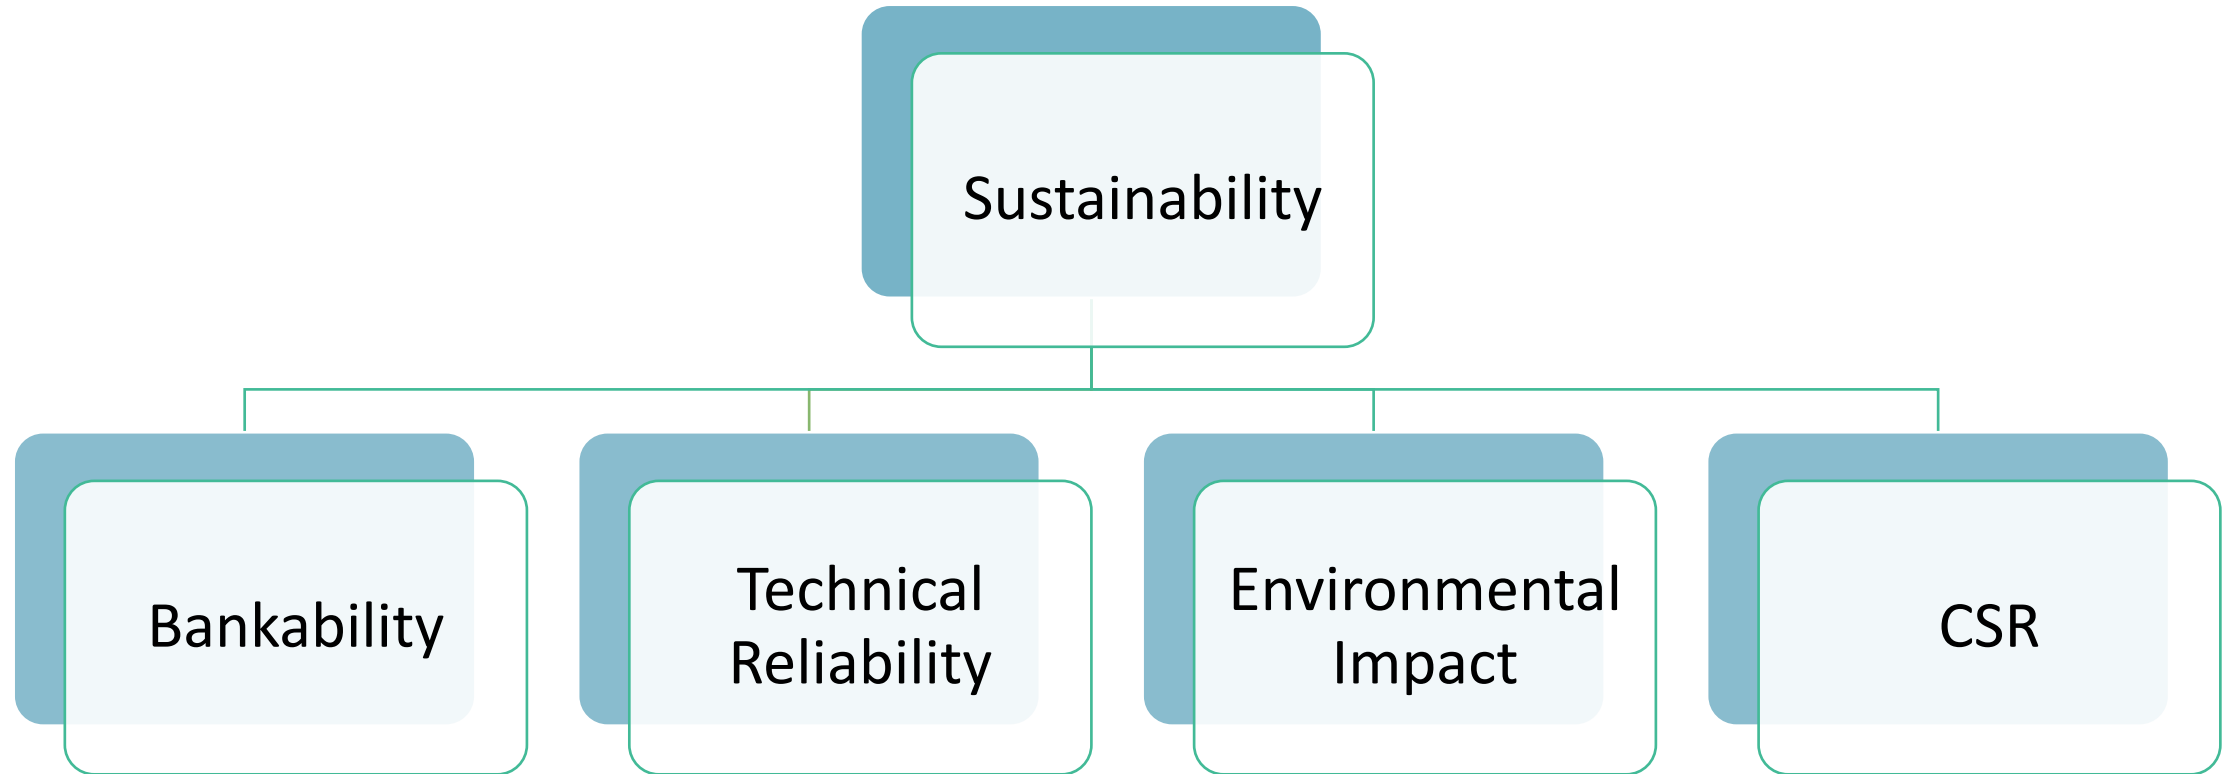 Sustainability
Bankability
Technical
Reliability
Environmental
Impact
CSR